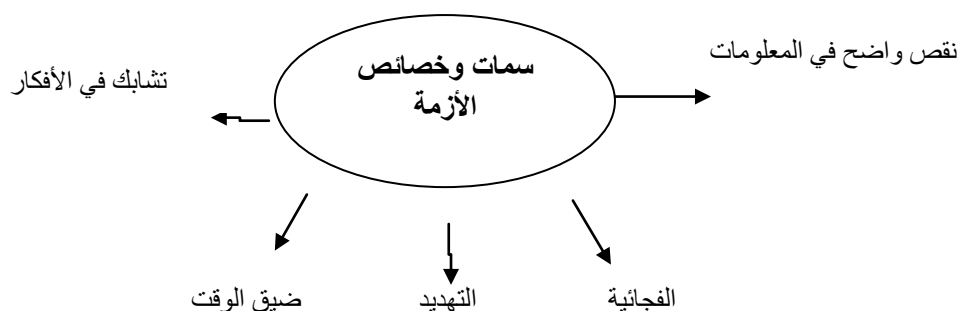 سمات وخصائص
الأزمة
نقص واضح في المعلومات
تشابك في الأفكار
الفجائية
التهديد
ضيق الوقت